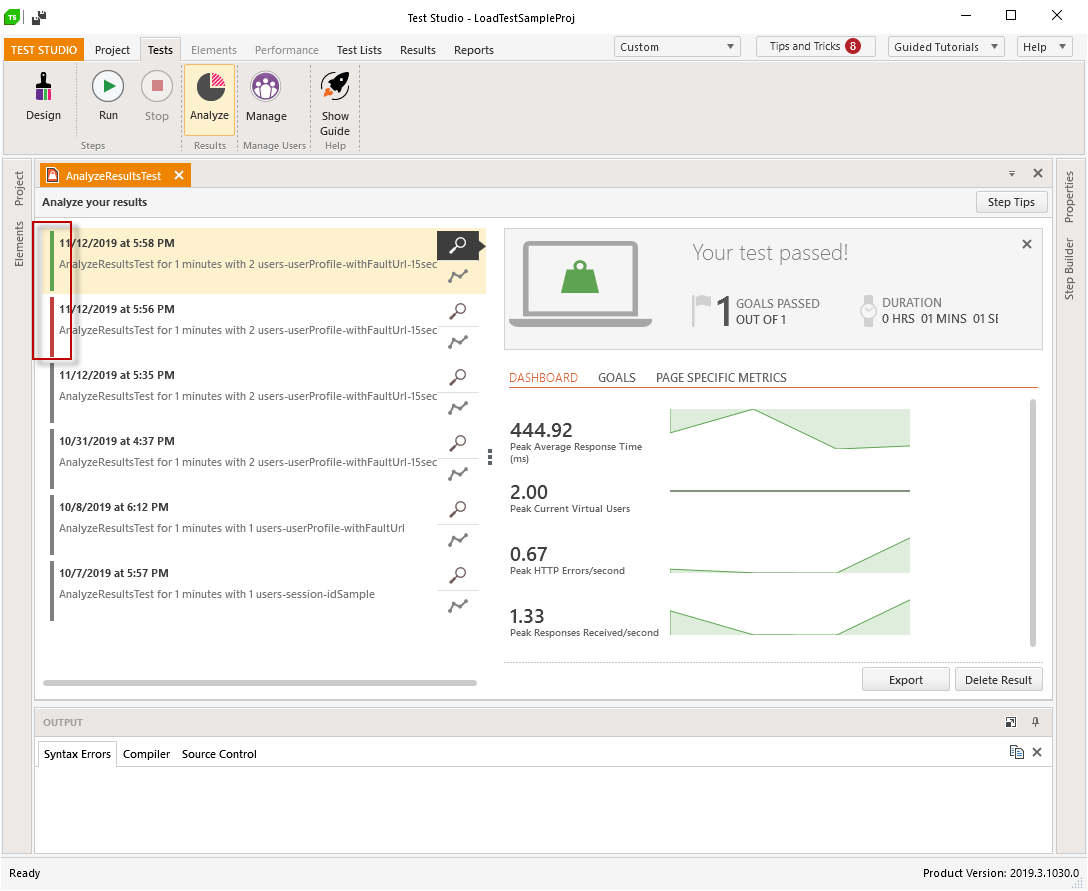 TS
Test Studio - LoadTestSampleProj
TEST STUDIO Project Tests Elements Performance Test Lists Results Reports
Custom Tips and Tricks 8 Guided Tutorials Help
Design Run Stop Analyze Manage Show Guide
Steps Results Manage Users Help
Project
Elements
AnalyzeResultsTest
Analyze your results
Step Tips
11/12/2019 at 5:58 PM
AnalyzeResultsTest for 1 minutes with 2 users-userProfile-withFaultUrl-15sec
11/12/2019 at 5:56 PM
AnalyzeResultsTest for 1 minutes with 2 users-userProfile-withFaultUrl-15sec
11/12/2019 at 5:35 PM
AnalyzeResultsTest for 1 minutes with 2 users-userProfile-withFaultUrl-15sec
10/31/2019 at 4:37 PM
AnalyzeResultsTest for 1 minutes with 2 users-userProfile-withFaultUrl-15sec
10/8/2019 at 6:12 PM
AnalyzeResultsTest for 1 minutes with 1 users-userProfile-withFaultUrl
10/7/2019 at 5:57 PM
AnalyzeResultsTest for 1 minutes with 1 users-session-idSample
Your test passed!
1 GOALS PASSED
OUT OF 1
DURATION
0 HRS 01 MINS 01 SE
DASHBOARD GOALS PAGE SPECIFIC METRICS
444.92
Peak Average Response Time
(ms)
2.00
Peak Current Virtual Users
0.67
Peak HTTP Errors/second
1.33
Peak Responses Received/second
Export Delete Result
Properties
Step Builder
OUTPUT
Syntax Errors Compiler Source Control
Ready
Product Version: 2019.3.1030.0